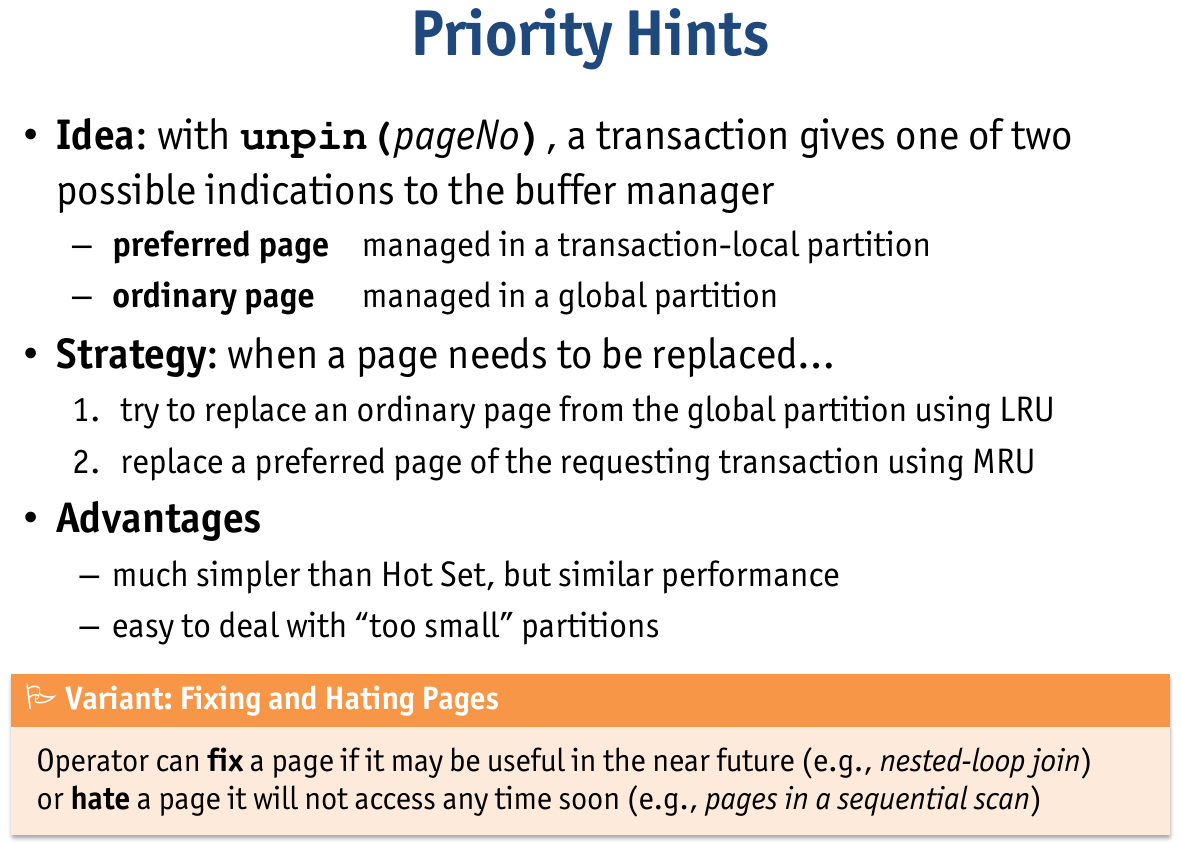 Priority Hints
• Idea: with unpin(pageNo), a transaction gives one of two
possible indications to the buffer manager
– preferred page managed in a transaction-local partition
– ordinary page managed in a global partition
• Strategy: when a page needs to be replaced...
1. try to replace an ordinary page from the global partition using LRU
2. replace a preferred page of the requesting transaction using MRU
• Advantages
– much simpler than Hot Set, but similar performance
– easy to deal with “too small” partitions
Variant: Fixing and Hating Pages
Operator can fix a page if it may be useful in the near future (e.g., nested-loop join)
or hate a page it will not access any time soon (e.g., pages in a sequential scan)